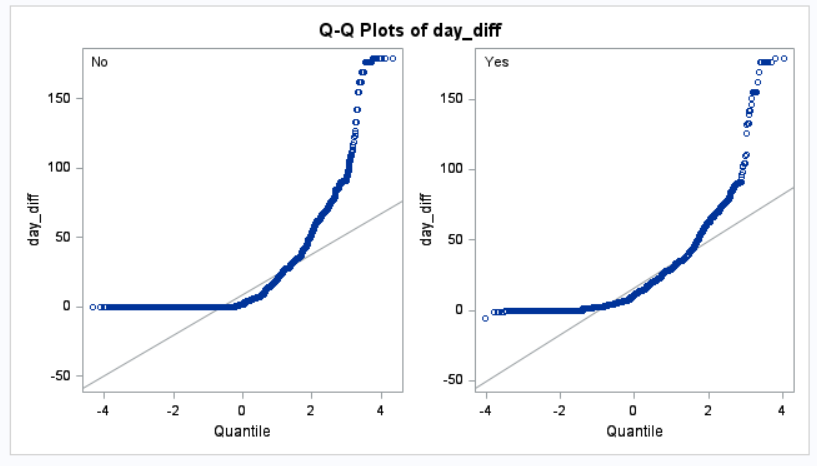 Q-Q Plots of day_diff
No
150
100
50
0
-50
day_diff
-4 -2 0 2 4
Quantile
Yes
150
100
50
0
-50
day_diff
-4 -2 0 2 4
Quantile